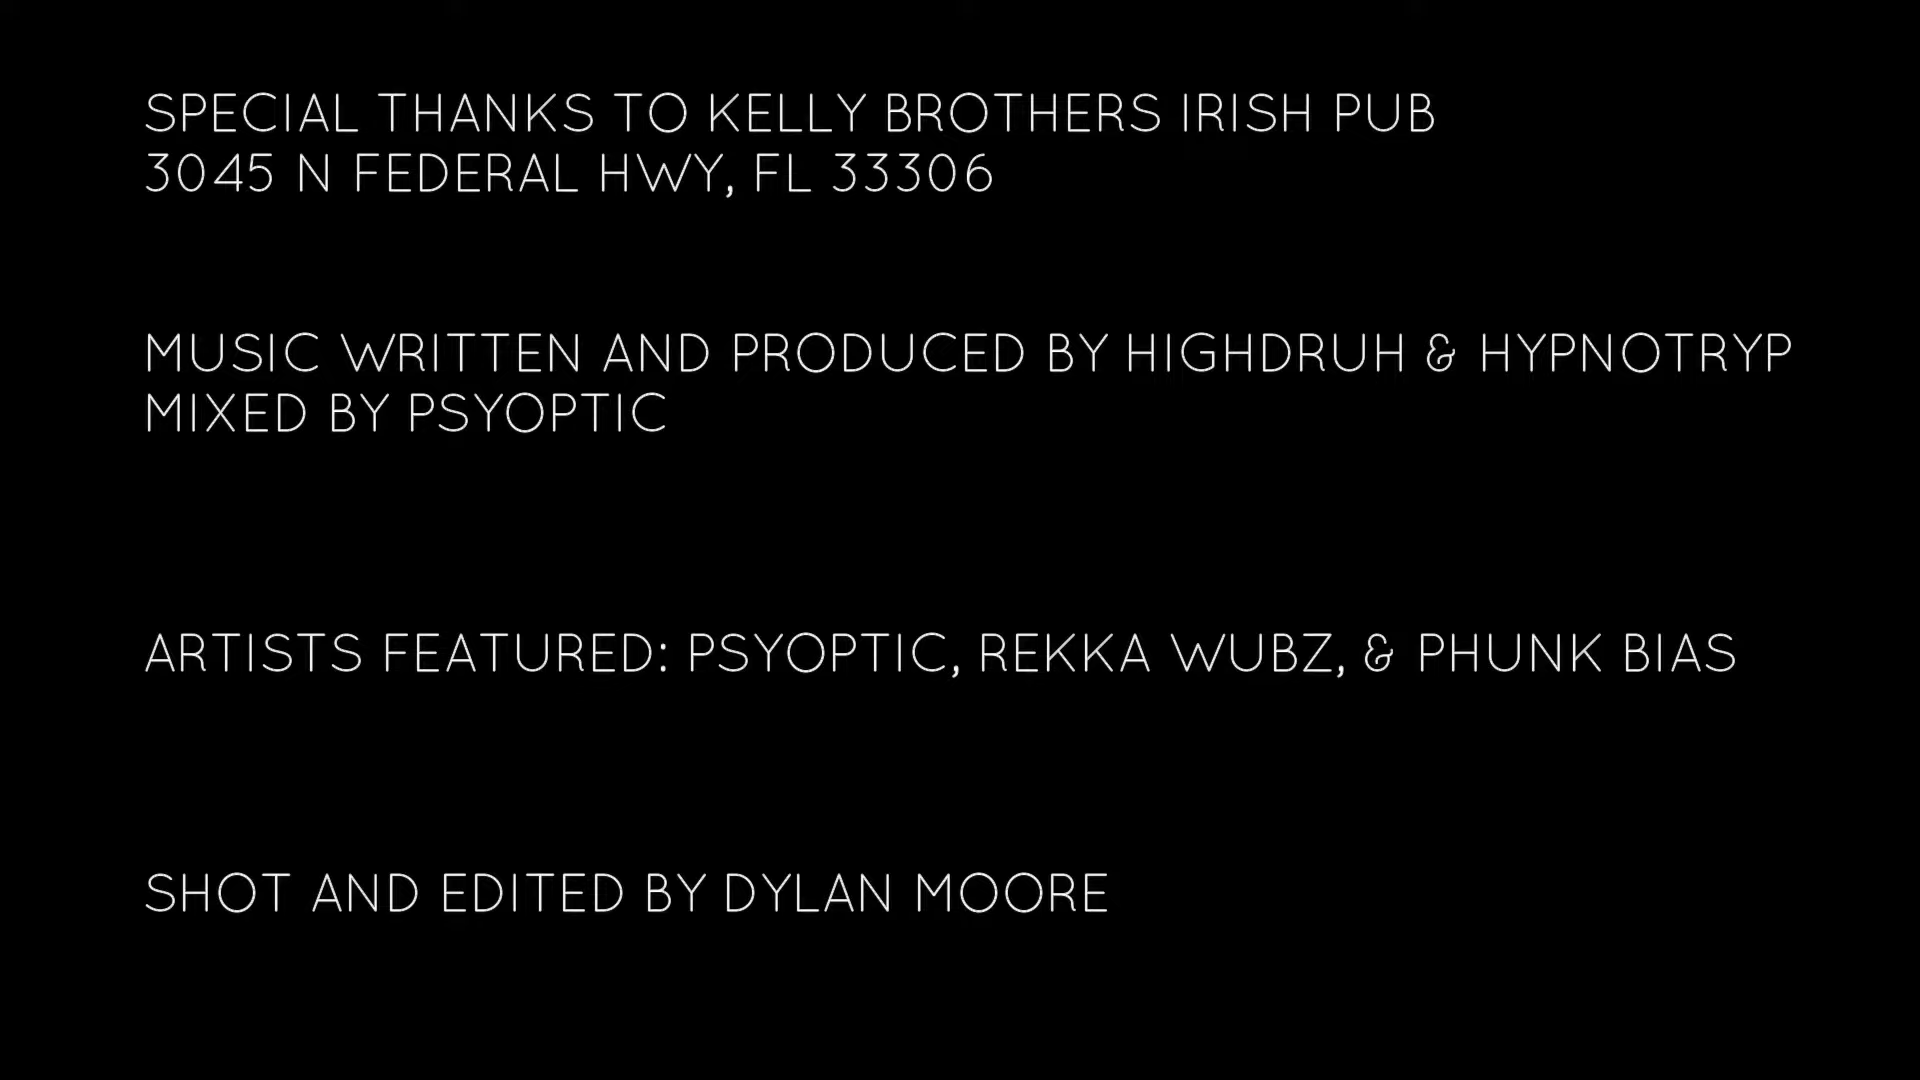 SPECIAL THANKS TO KELLY BROTHERS IRISH PUB
3045 N FEDERAL HWY, FL 33306
MUSIC WRITTEN AND PRODUCED BY HIGHDRUH & HYPNOTRYP
MIXED BY PSYOPTIC
ARTISTS FEATURED: PSYOPTIC, REKKA WUBZ, & PHUNK BIAS
SHOT AND EDITED BY DYLAN MOORE